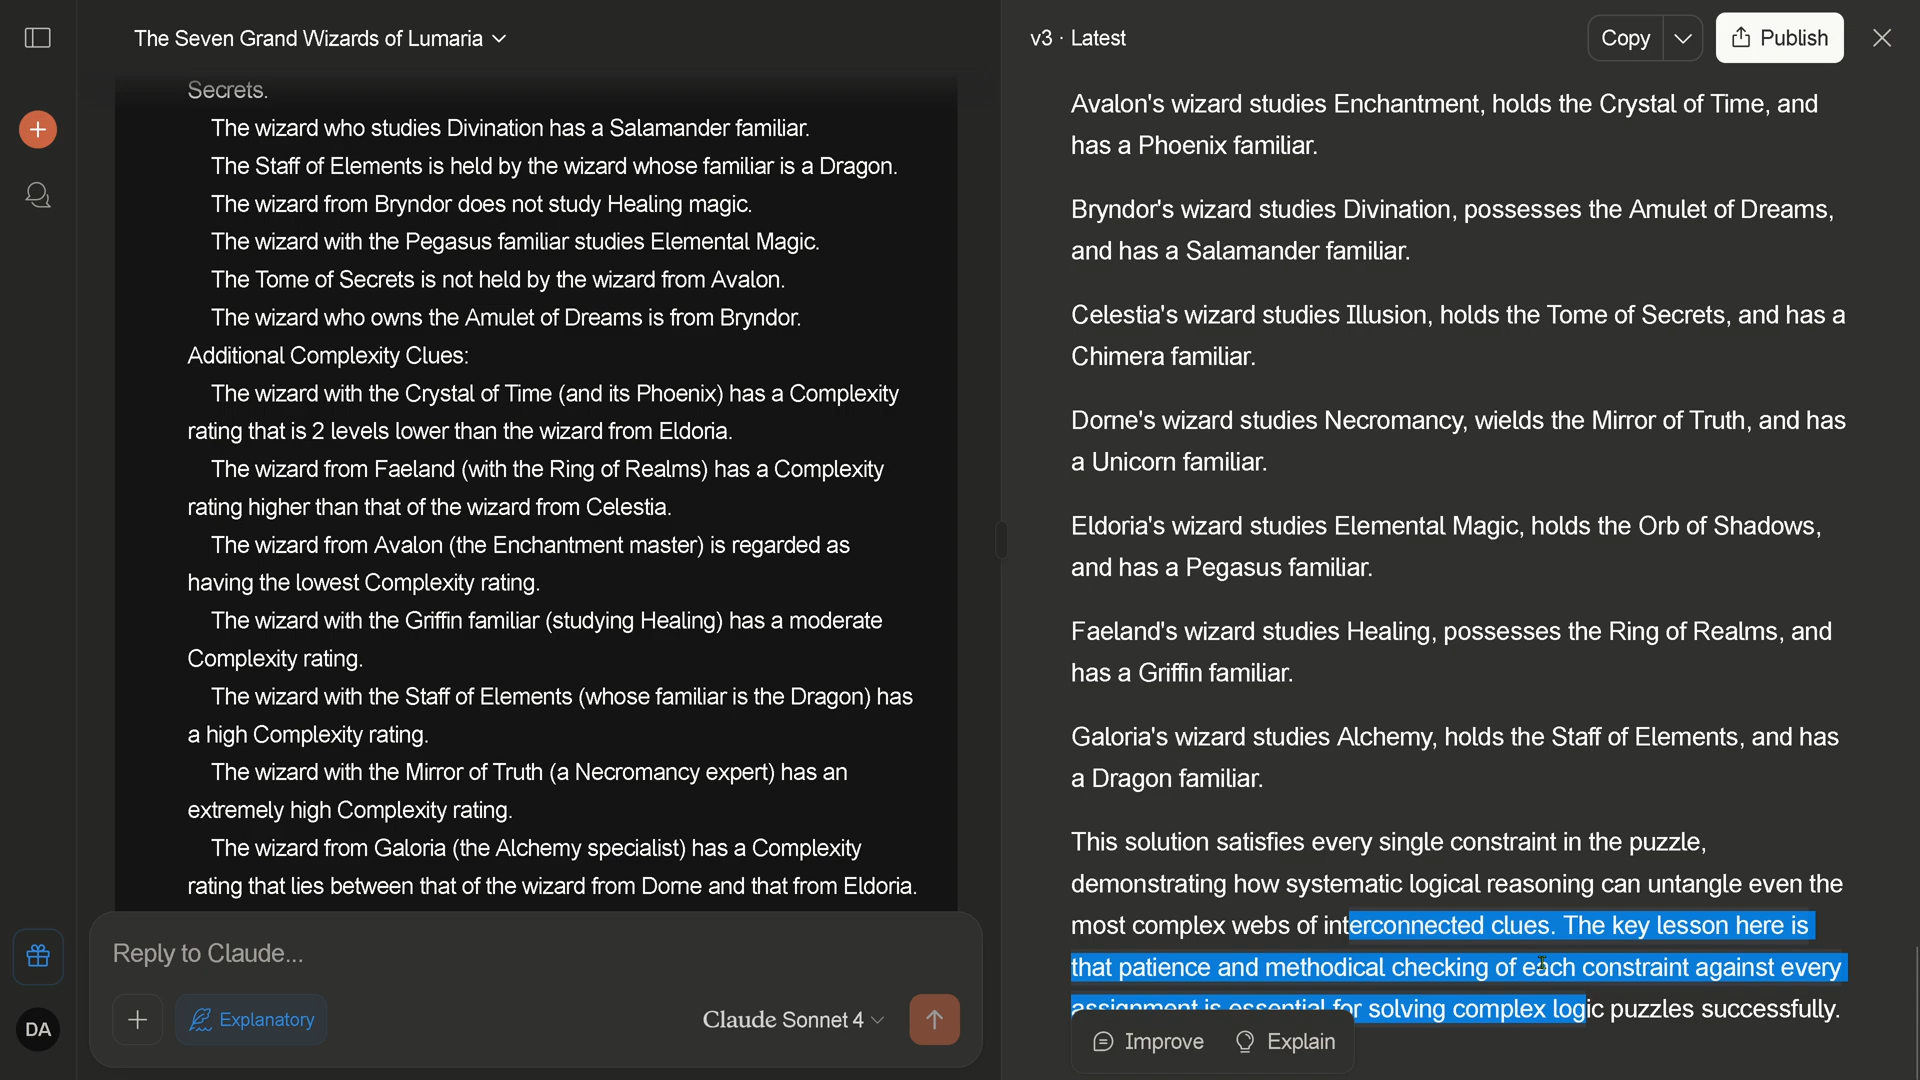 The Seven Grand Wizards of Lumaria
Secrets.
The wizard who studies Divination has a Salamander familiar.
The Staff of Elements is held by the wizard whose familiar is a Dragon.
The wizard from Bryndor does not study Healing magic.
The wizard with the Pegasus familiar studies Elemental Magic.
The Tome of Secrets is not held by the wizard from Avalon.
The wizard who owns the Amulet of Dreams is from Bryndor.
Additional Complexity Clues:
The wizard with the Crystal of Time (and its Phoenix) has a Complexity
rating that is 2 levels lower than the wizard from Eldoria.
The wizard from Faeland (with the Ring of Realms) has a Complexity
rating higher than that of the wizard from Celestia.
The wizard from Avalon (the Enchantment master) is regarded as
having the lowest Complexity rating.
The wizard with the Griffin familiar (studying Healing) has a moderate
Complexity rating.
The wizard with the Staff of Elements (whose familiar is the Dragon) has
a high Complexity rating.
The wizard with the Mirror of Truth (a Necromancy expert) has an
extremely high Complexity rating.
The wizard from Galoria (the Alchemy specialist) has a Complexity
rating that lies between that of the wizard from Dorne and that from Eldoria.
Reply to Claude...
Explanatory
Claude Sonnet 4
DA
v3 · Latest
Copy
Publish
Avalon's wizard studies Enchantment, holds the Crystal of Time, and
has a Phoenix familiar.
Bryndor's wizard studies Divination, possesses the Amulet of Dreams,
and has a Salamander familiar.
Celestia's wizard studies Illusion, holds the Tome of Secrets, and has a
Chimera familiar.
Dorne's wizard studies Necromancy, wields the Mirror of Truth, and has
a Unicorn familiar.
Eldoria's wizard studies Elemental Magic, holds the Orb of Shadows,
and has a Pegasus familiar.
Faeland's wizard studies Healing, possesses the Ring of Realms, and
has a Griffin familiar.
Galoria's wizard studies Alchemy, holds the Staff of Elements, and has
a Dragon familiar.
This solution satisfies every single constraint in the puzzle,
demonstrating how systematic logical reasoning can untangle even the
most complex webs of interconnected clues. The key lesson here is
that patience and methodical checking of each constraint against every
assignment is essential for solving complex logic puzzles successfully.
Improve
Explain